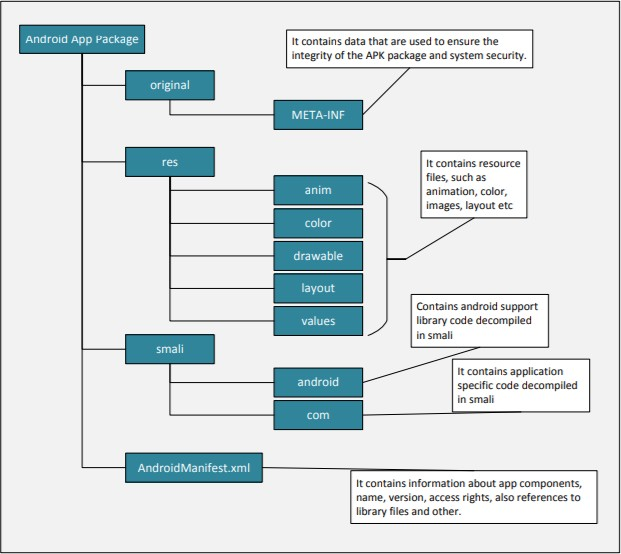 Android App Package
It contains data that are used to ensure the
integrity of the APK package and system security.
original
META-INF
res
It contains resource
files, such as
animation, color,
images, layout etc
anim
color
drawable
layout
values
Contains android support
library code decompiled
in smali
smali
android
It contains application
specific code decompiled
in smali
com
AndroidManifest.xml
It contains information about app components,
name, version, access rights, also references to
library files and other.